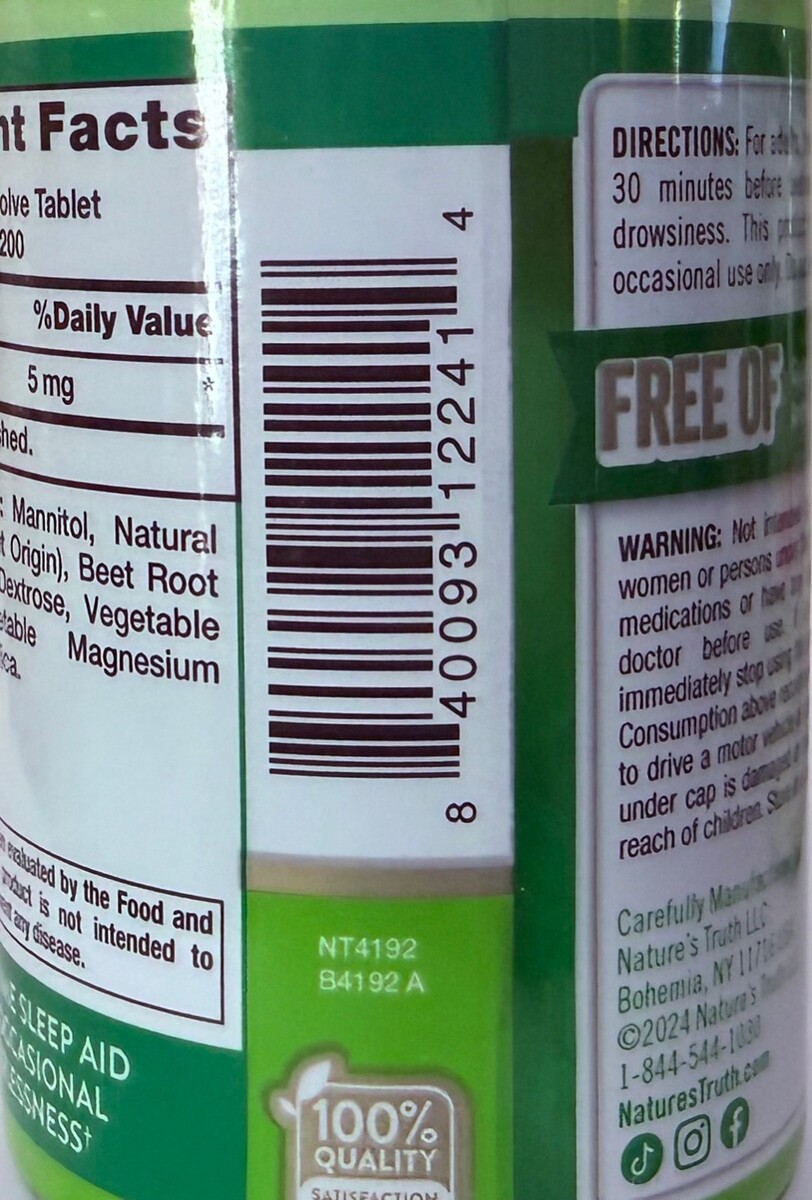 nt Facts
olve Tablet
200
%Daily Value
5 mg *
shed.
: Mannitol, Natural
t Origin), Beet Root
Dextrose, Vegetable
etable Magnesium
ica.
evaluated by the Food and
product is not intended to
ent any disease.
E SLEEP AID
CCASIONAL
ESSNESS†
8 40093 12241 4
NT4192
B4192 A
100%
QUALITY
SATISFACTION
DIRECTIONS: For
30 minutes before
drowsiness. This
occasional use only.
FREE OF
WARNING: Not
women or persons
medications or have
doctor before use.
immediately stop using
Consumption above
to drive a motor vehicle
under cap is damaged
reach of children.
Carefully
Nature's Truth LLC
Bohemia, NY 11716
©2024 Nature's
1-844-544-1030
NaturesTruth.com